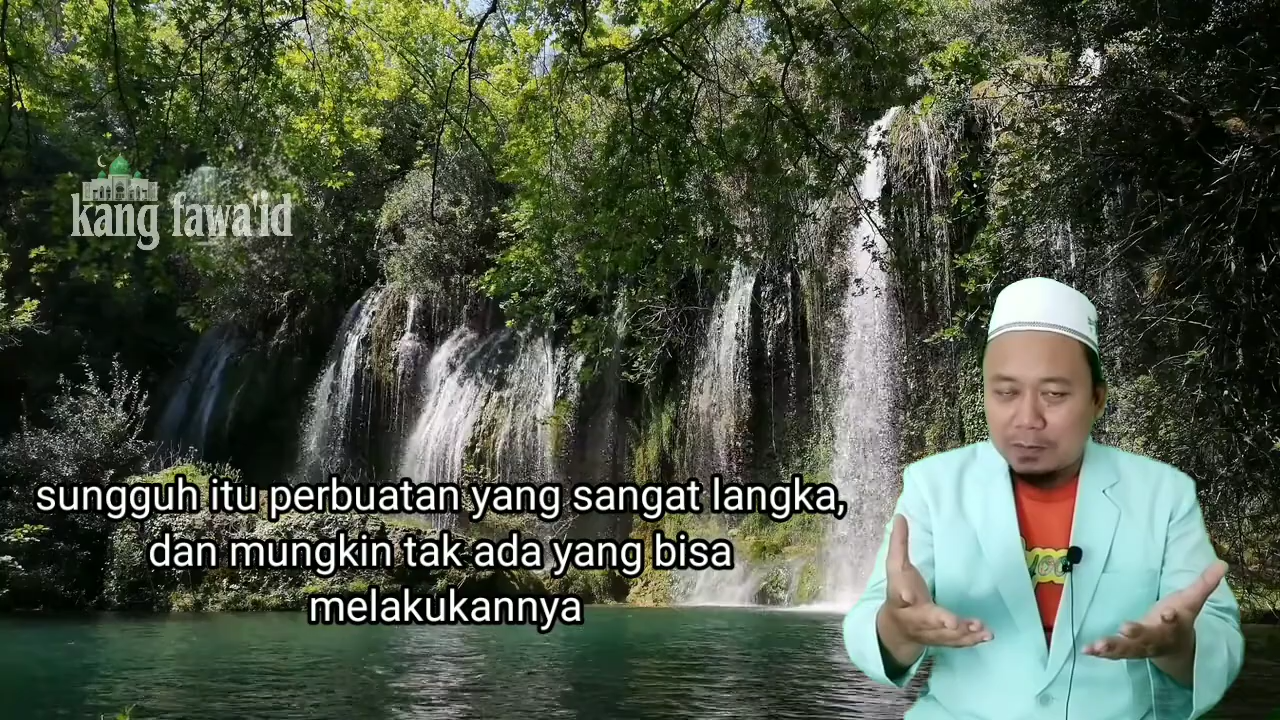 kang fawa'id
sungguh itu perbuatan yang sangat langka,
dan mungkin tak ada yang bisa
melakukannya